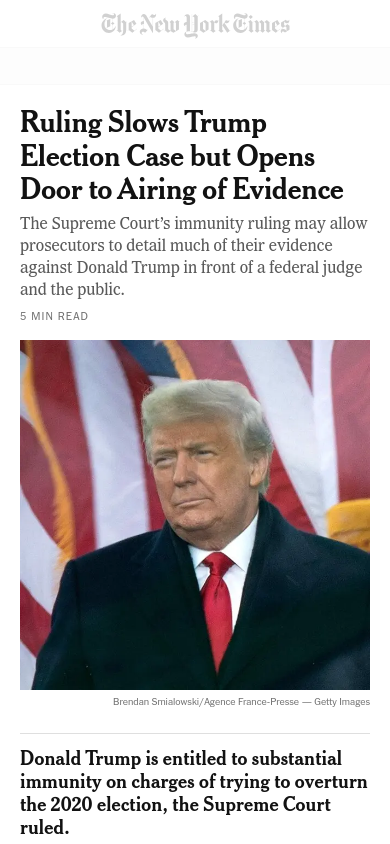 The New York Times
Ruling Slows Trump
Election Case but Opens
Door to Airing of Evidence
The Supreme Court’s immunity ruling may allow
prosecutors to detail much of their evidence
against Donald Trump in front of a federal judge
and the public.
5 MIN READ
Brendan Smialowski/Agence France-Presse — Getty Images
Donald Trump is entitled to substantial
immunity on charges of trying to overturn
the 2020 election, the Supreme Court
ruled.